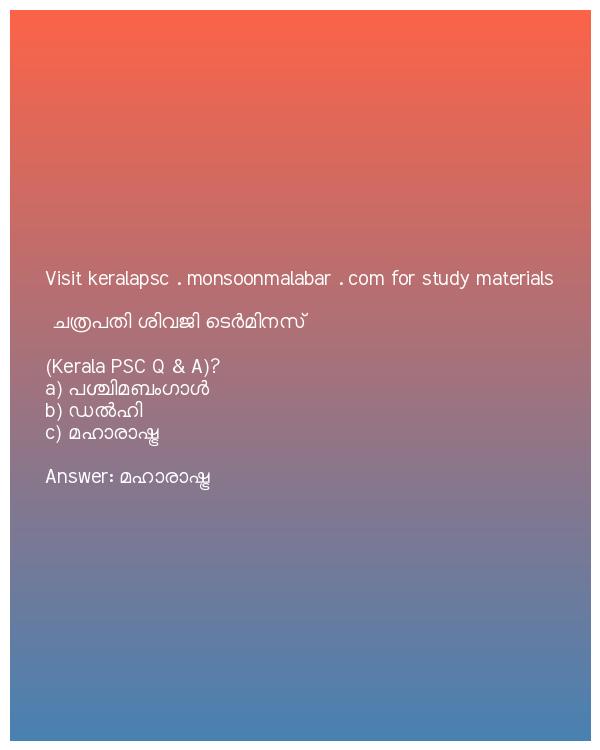 Visit keralapsc . monsoonmalabar . com for study materials
ചത്രപതി ശിവജി ടെർമിനസ്
(Kerala PSC Q & A)?
a) പശ്ചിമബംഗാൾ
b) ഡൽഹി
c) മഹാരാഷ്ട്ര
Answer: മഹാരാഷ്ട്ര